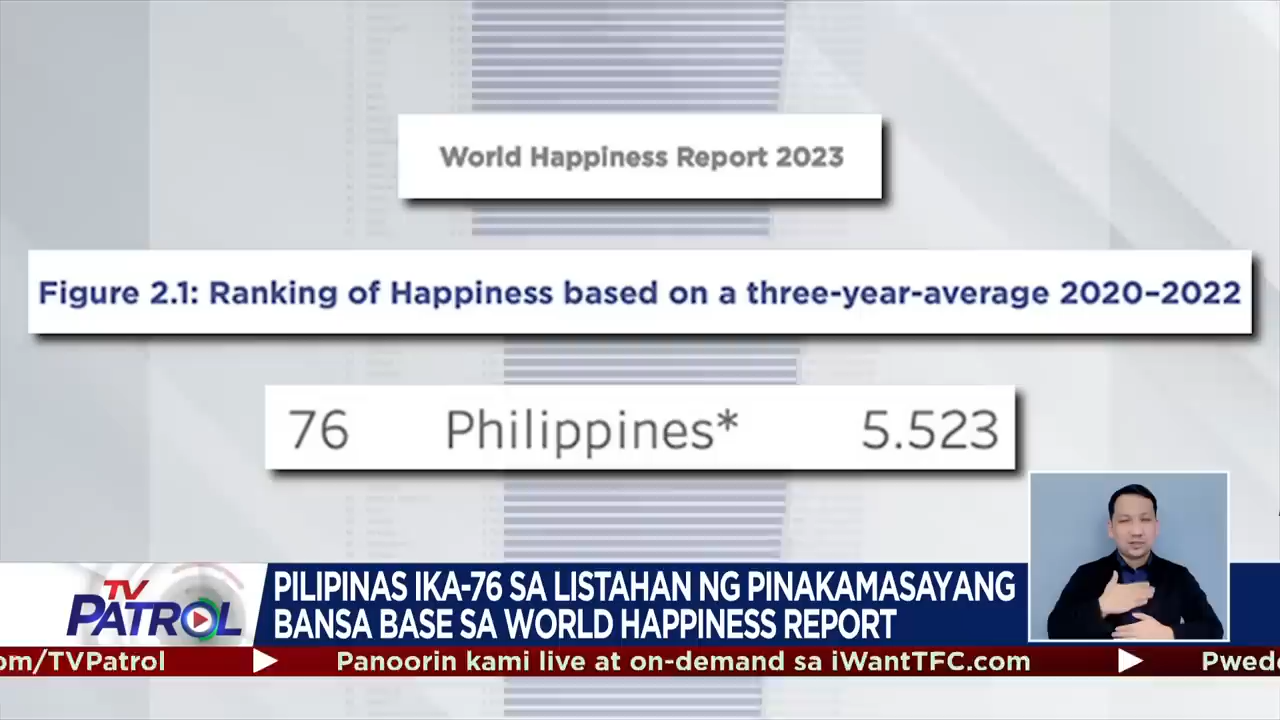 World Happiness Report 2023
Figure 2.1: Ranking of Happiness based on a three-year-average 2020–2022
76 Philippines* 5.523
TV PATROL
PILIPINAS IKA-76 SA LISTAHAN NG PINAKAMASAYANG
BANSA BASE SA WORLD HAPPINESS REPORT
om/TVPatrol Panoorin kami live at on-demand sa iWantTFC.com